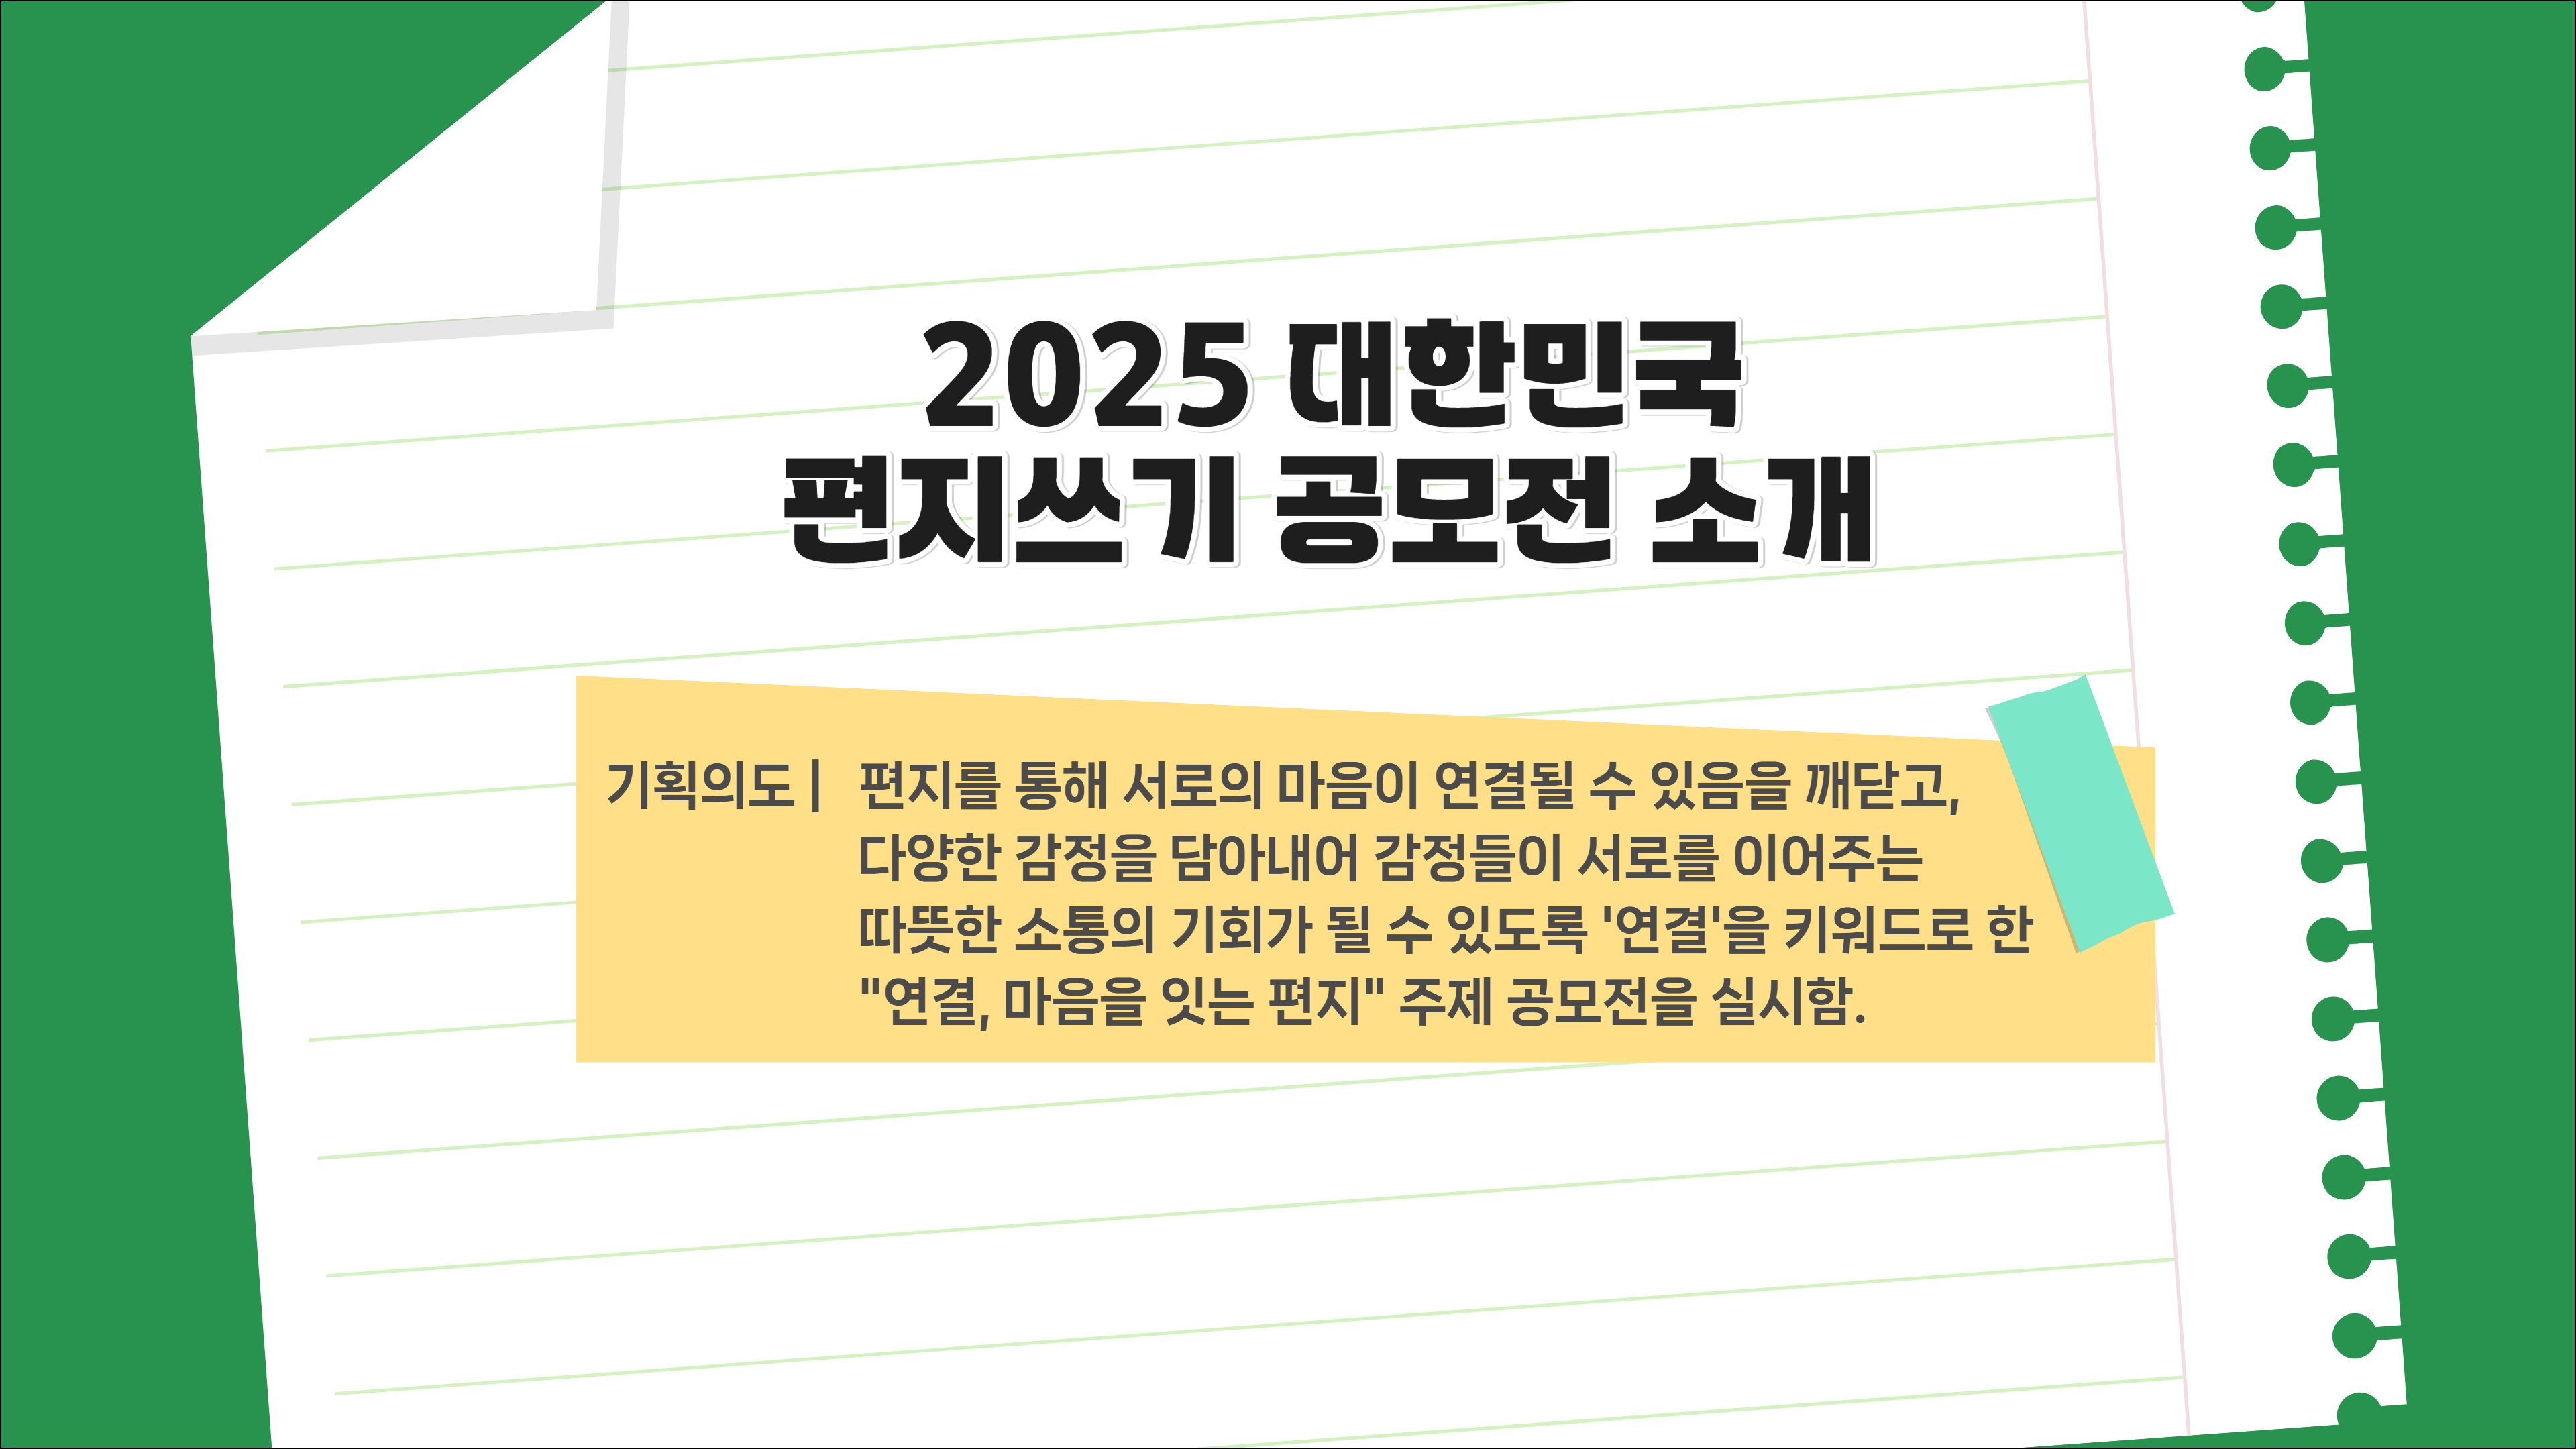 2025 대한민국
편지쓰기 공모전 소개
기획의도 | 편지를 통해 서로의 마음이 연결될 수 있음을 깨닫고,
다양한 감정을 담아내어 감정들이 서로를 이어주는
따뜻한 소통의 기회가 될 수 있도록 '연결'을 키워드로 한
"연결, 마음을 잇는 편지" 주제 공모전을 실시함.